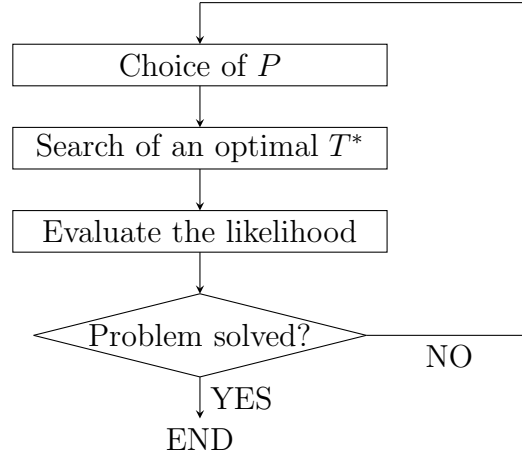 Choice of P
Search of an optimal T*
Evaluate the likelihood
Problem solved?
NO
YES
END